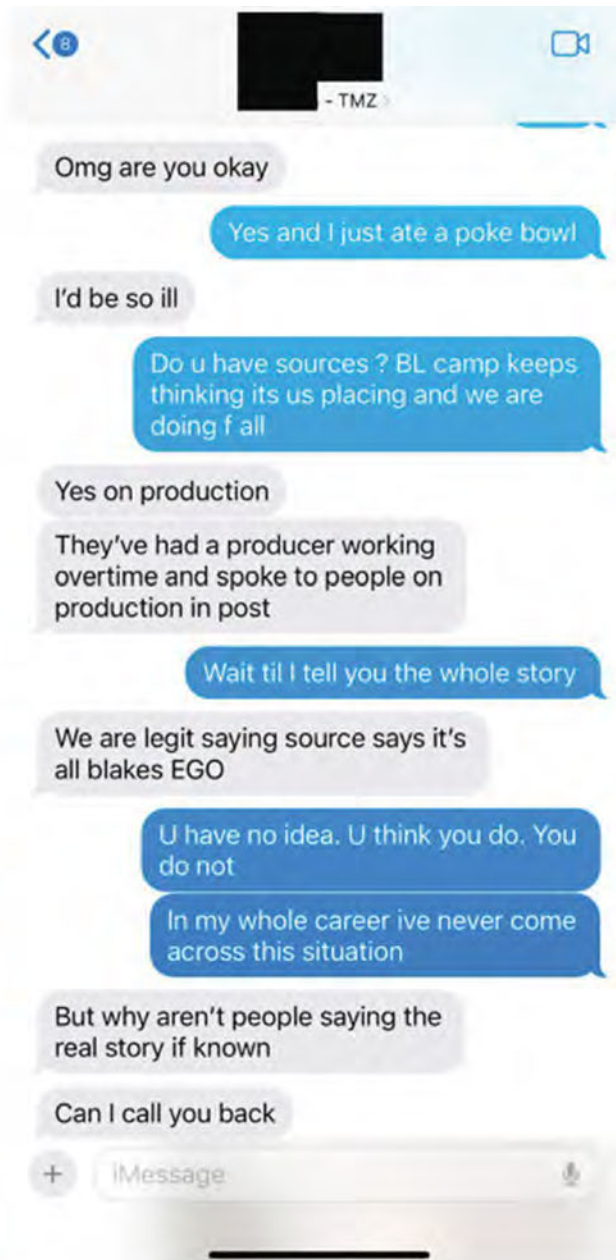 8
- TMZ
Omg are you okay
Yes and I just ate a poke bowl
I'd be so ill
Do u have sources ? BL camp keeps
thinking its us placing and we are
doing f all
Yes on production
They've had a producer working
overtime and spoke to people on
production in post
Wait til I tell you the whole story
We are legit saying source says it's
all blakes EGO
U have no idea. U think you do. You
do not
In my whole career ive never come
across this situation
But why aren't people saying the
real story if known
Can I call you back
iMessage